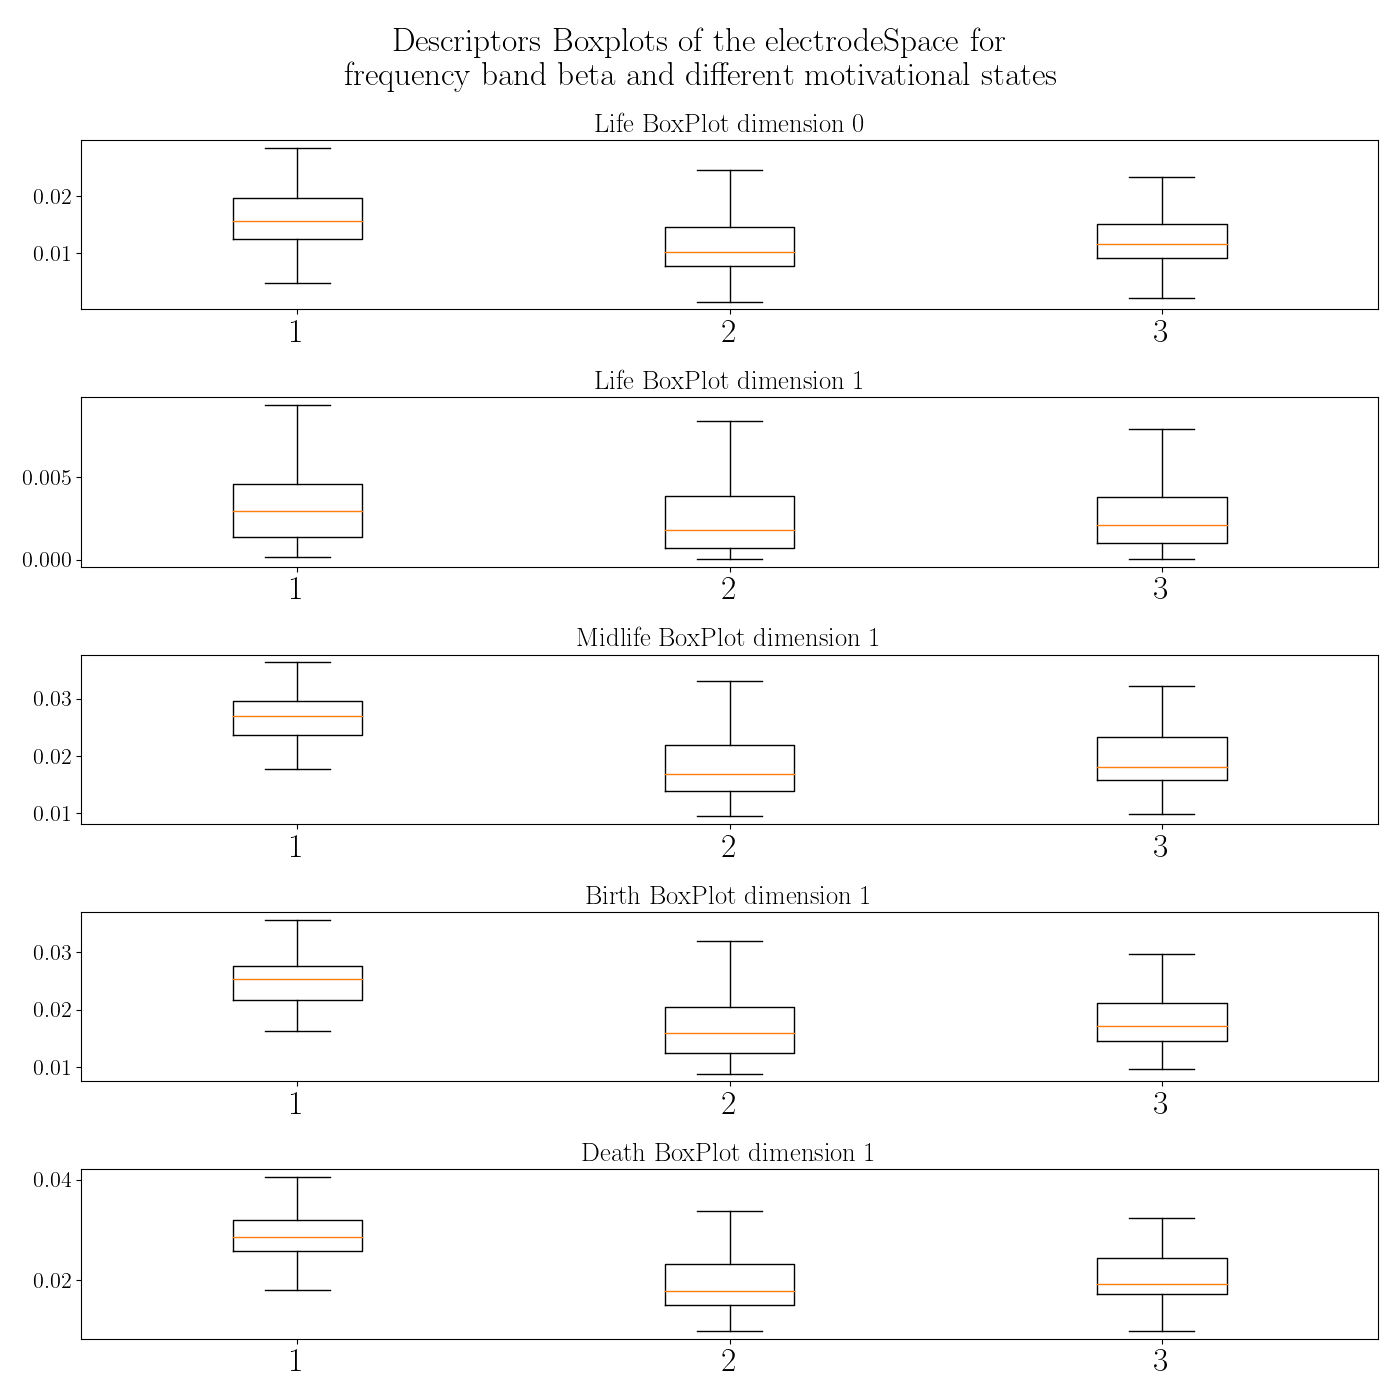 Descriptors Boxplots of the electrodeSpace for
frequency band beta and different motivational states
Life BoxPlot dimension 0
0.02
0.01
1 2 3
Life BoxPlot dimension 1
0.005
0.000
1 2 3
Midlife BoxPlot dimension 1
0.03
0.02
0.01
1 2 3
Birth BoxPlot dimension 1
0.03
0.02
0.01
1 2 3
Death BoxPlot dimension 1
0.04
0.02
1 2 3